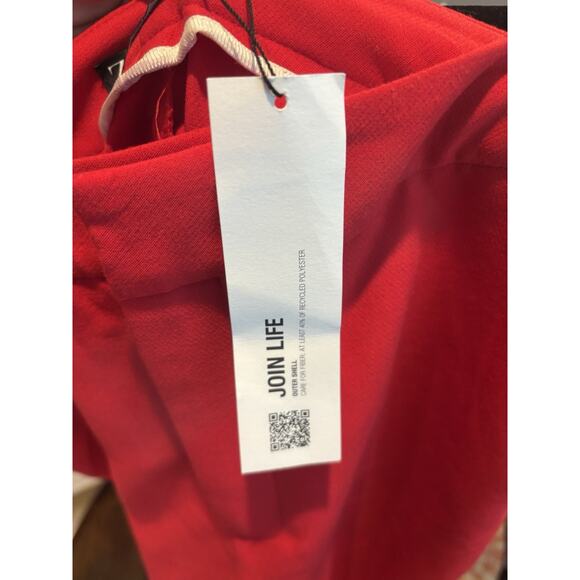 JOIN LIFE
OUTER SHELL
CARE FOR FIBER: AT LEAST 40% OF RECYCLED POLYESTER